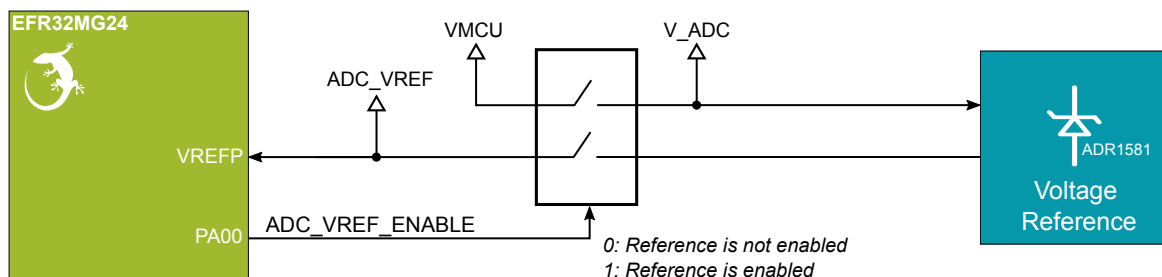 EFR32MG24
VMCU
V_ADC
ADC_VREF
VREFP
ADR1581
Voltage
Reference
PA00
ADC_VREF_ENABLE
0: Reference is not enabled
1: Reference is enabled